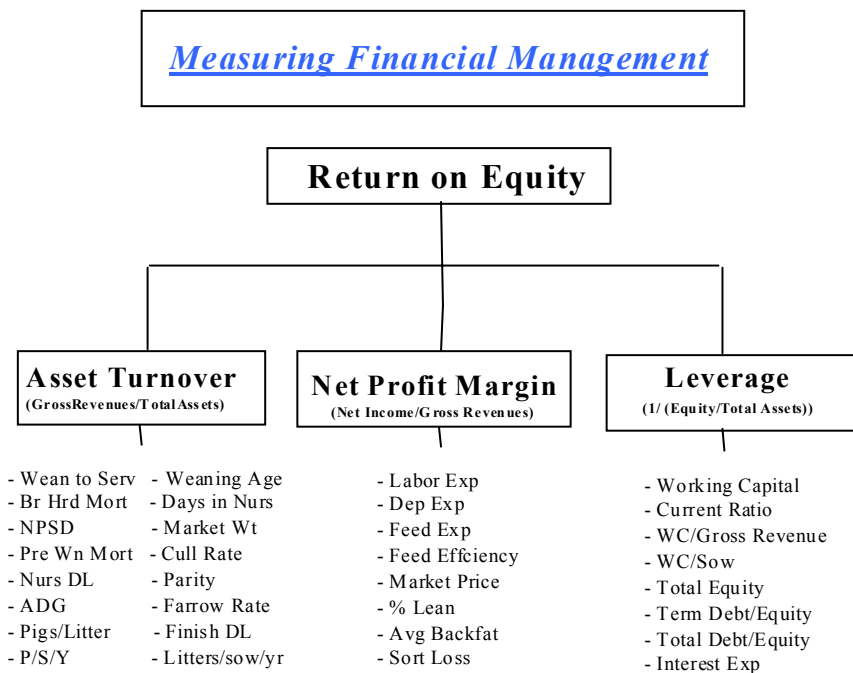 Measuring Financial Management
Return on Equity
Asset Turnover
(GrossRevenues/TotalAssets)
- Wean to Serv - Weaning Age
- Br Hrd Mort - Days in Nurs
- NPSD - Market Wt
- Pre Wn Mort - Cull Rate
- Nurs DL - Parity
- ADG - Farrow Rate
- Pigs/Litter - Finish DL
- P/S/Y - Litters/sow/yr
Net Profit Margin
(Net Income/Gross Revenues)
- Labor Exp
- Dep Exp
- Feed Exp
- Feed Effciency
- Market Price
- % Lean
- Avg Backfat
- Sort Loss
Leverage
(1/ (Equity/Total Assets))
- Working Capital
- Current Ratio
- WC/Gross Revenue
- WC/Sow
- Total Equity
- Term Debt/Equity
- Total Debt/Equity
- Interest Exp